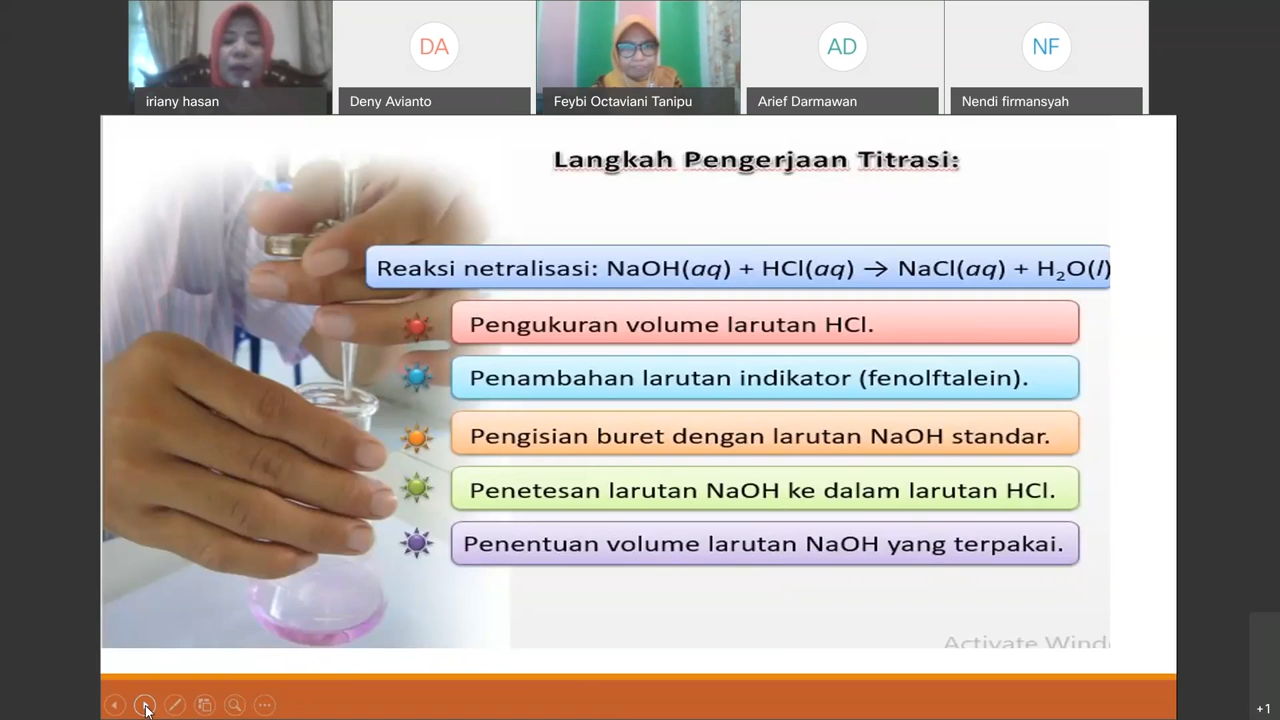 DA
AD
NF
iriany hasan
Deny Avianto
Feybi Octaviani Tanipu
Arief Darmawan
Nendi firmansyah
Langkah Pengerjaan Titrasi:
Reaksi netralisasi: NaOH(aq) + HCl(aq) → NaCl(aq) + H₂O(l)
Pengukuran volume larutan HCl.
Penambahan larutan indikator (fenolftalein).
Pengisian buret dengan larutan NaOH standar.
Penetesan larutan NaOH ke dalam larutan HCl.
Penentuan volume larutan NaOH yang terpakai.
Activate Wind
+1